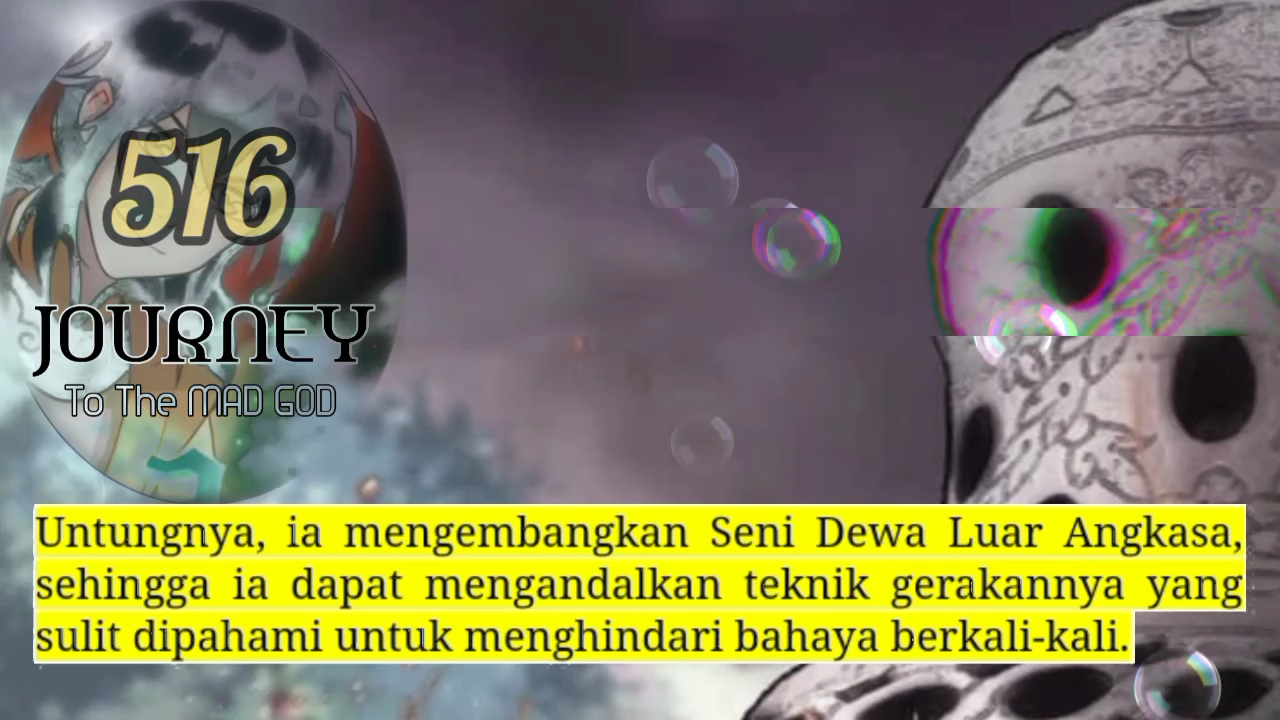 516
JOURNEY
To The MAD GOD
Untungnya, ia mengembangkan Seni Dewa Luar Angkasa,
sehingga ia dapat mengandalkan teknik gerakannya yang
sulit dipahami untuk menghindari bahaya berkali-kali.